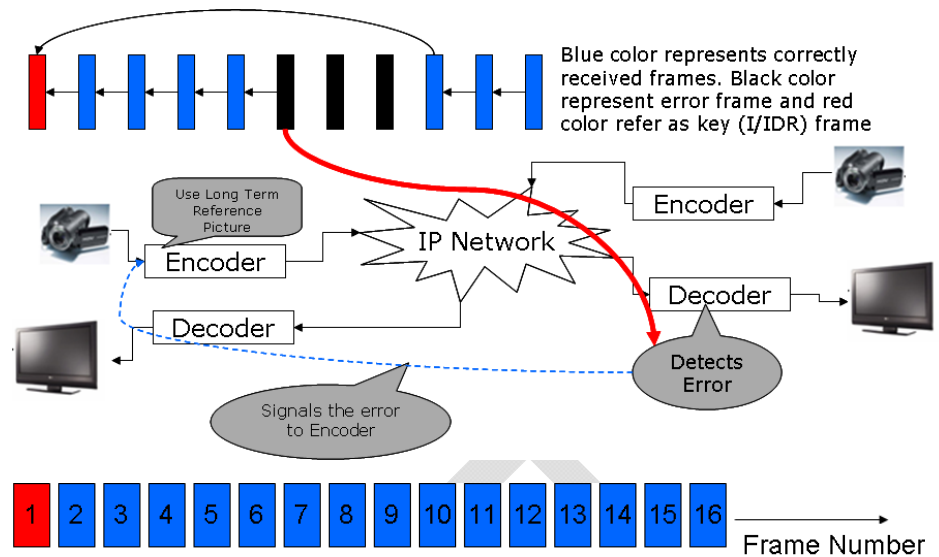 Blue color represents correctly
received frames. Black color
represent error frame and red
color refer as key (I/IDR) frame
Use Long Term
Reference
Picture
Encoder
IP Network
Encoder
Decoder
Decoder
Detects
Error
Signals the error
to Encoder
1 2 3 4 5 6 7 8 9 10 11 12 13 14 15 16
Frame Number